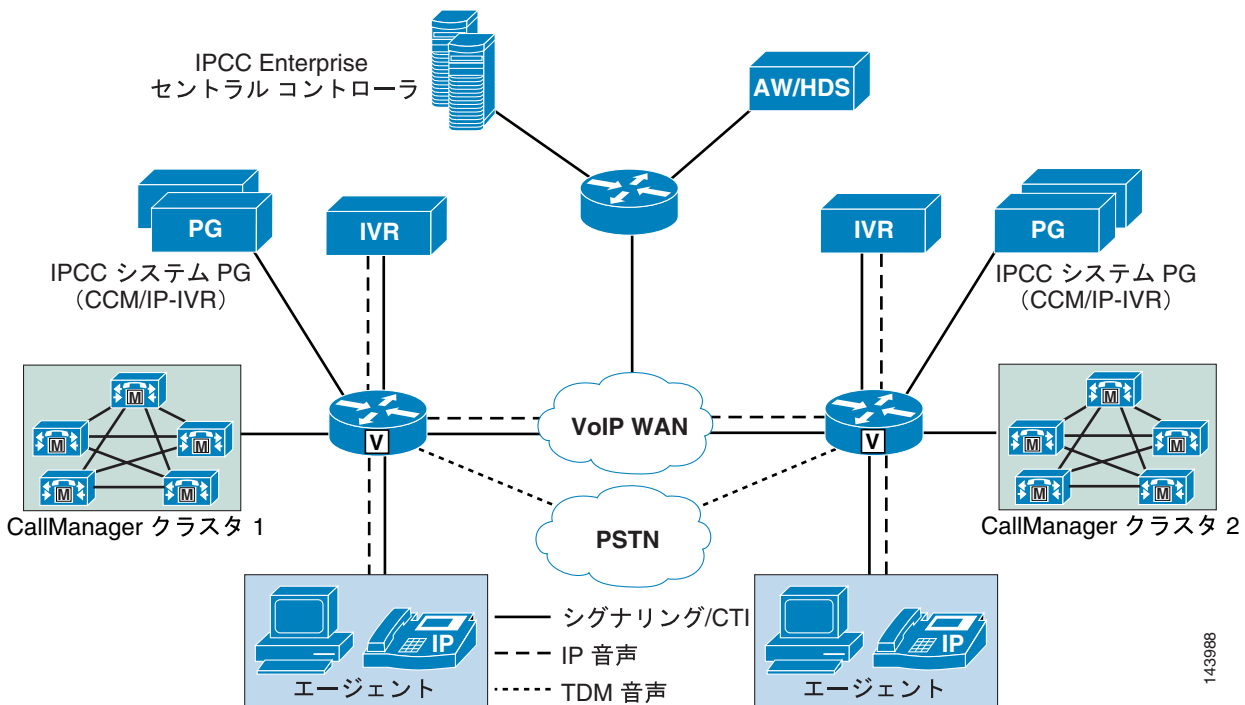 IPCC Enterprise
セントラル コントローラ
AW/HDS
PG
IVR
IVR
PG
IPCC システム PG
（CCM/IP-IVR）
IPCC システム PG
（CCM/IP-IVR）
M
M
M
M
M
V
VoIP WAN
V
M
M
M
M
M
CallManager クラスタ 1
PSTN
CallManager クラスタ 2
IP
エージェント
シグナリング/CTI
IP 音声
TDM 音声
IP
エージェント
143988